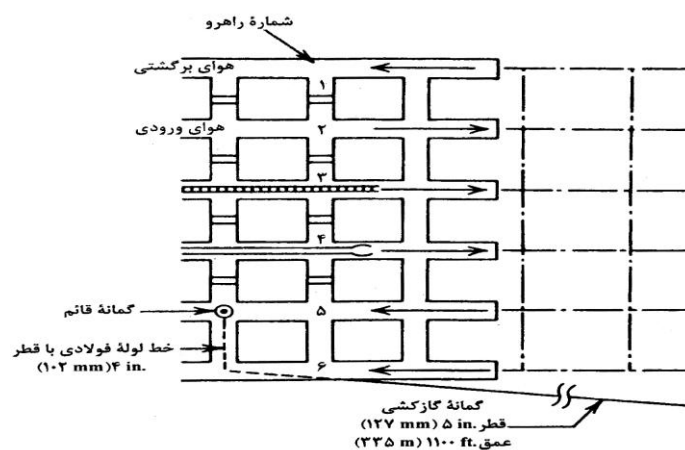 شمارهٔ راهرو
هوای برگشتی
۱
هوای ورودی
۲
۳
۴
گمانهٔ قائم
۵
خط لولهٔ فولادی با قطر
۴ in. (۱۰۲ mm)
۶
گمانهٔ گازکشی
قطر ۵ in. (۱۲۷ mm)
عمق ۱۱۰۰ ft. (۳۳۵ m)